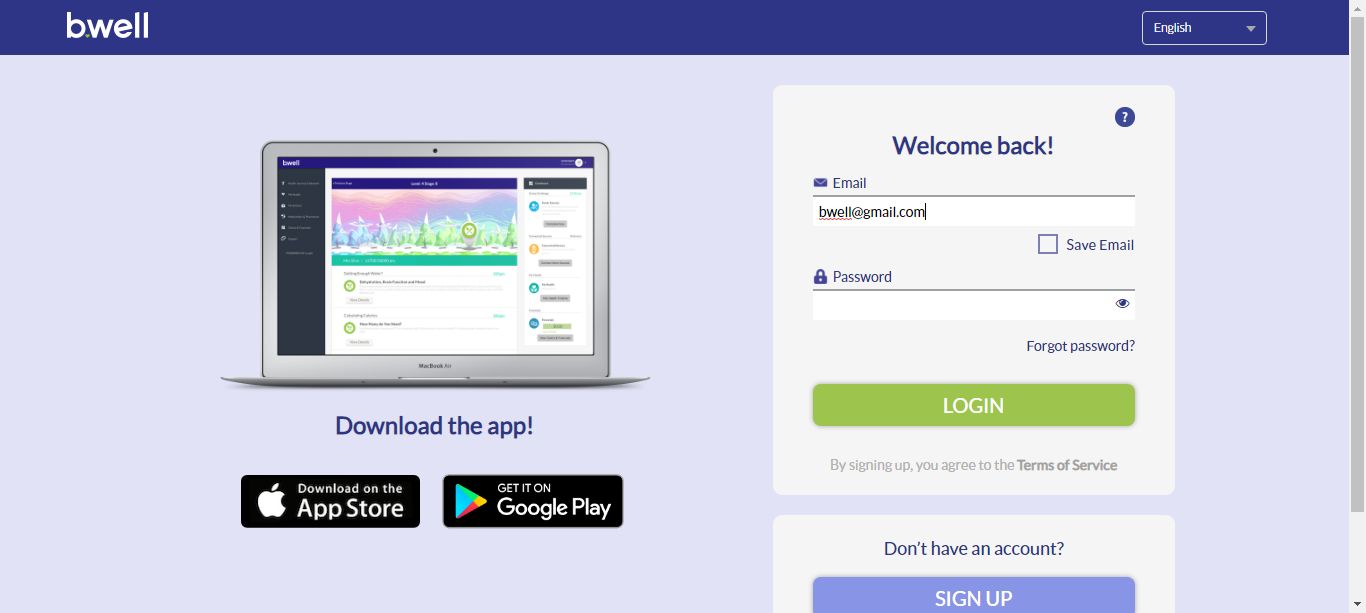 b.well
English
?
Welcome back!
Email
bwell@gmail.com
Save Email
Password
Forgot password?
LOGIN
By signing up, you agree to the Terms of Service
Don’t have an account?
SIGN UP
bwell
Level 4 Stage 5
Getting Enough Water?
Dehydration, Brain Function and Mood
View Details
Calculating Calories
How Many do You Need?
View Details
MacBook Air
Download the app!
Download on the
App Store
GET IT ON
Google Play